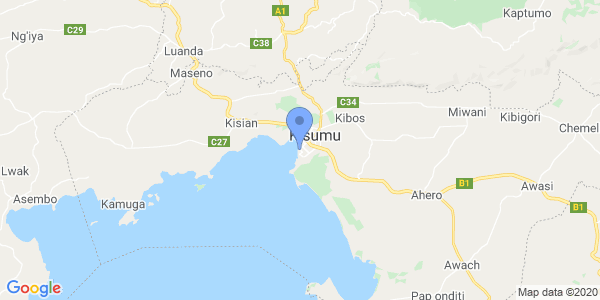 Ng'iya
C29
A1
Kaptumo
Luanda
C38
Maseno
C34
Kibos
Miwani
Kibigori
Kisian
Chemel
C27
Kisumu
Lwak
Asembo
Kamuga
Ahero
B1
Awasi
B1
Awach
Pap onditi
Google
Map data ©2020